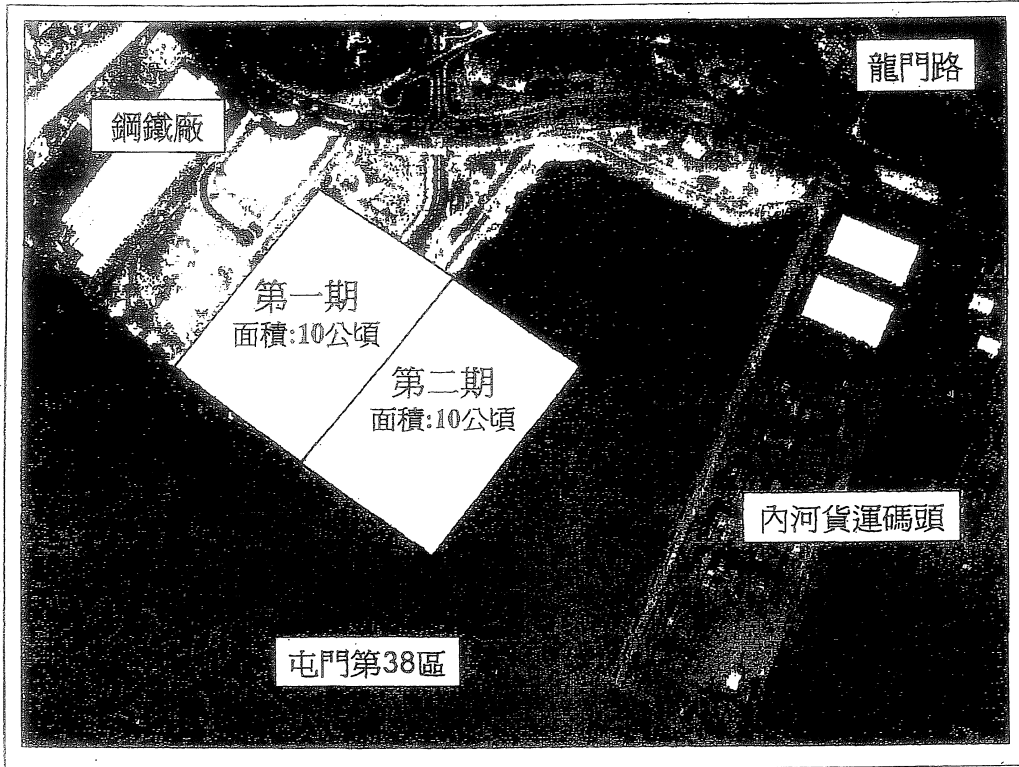 龍門路
鋼鐵廠
第一期
面積:10公頃
第二期
面積:10公頃
內河貨運碼頭
屯門第38區